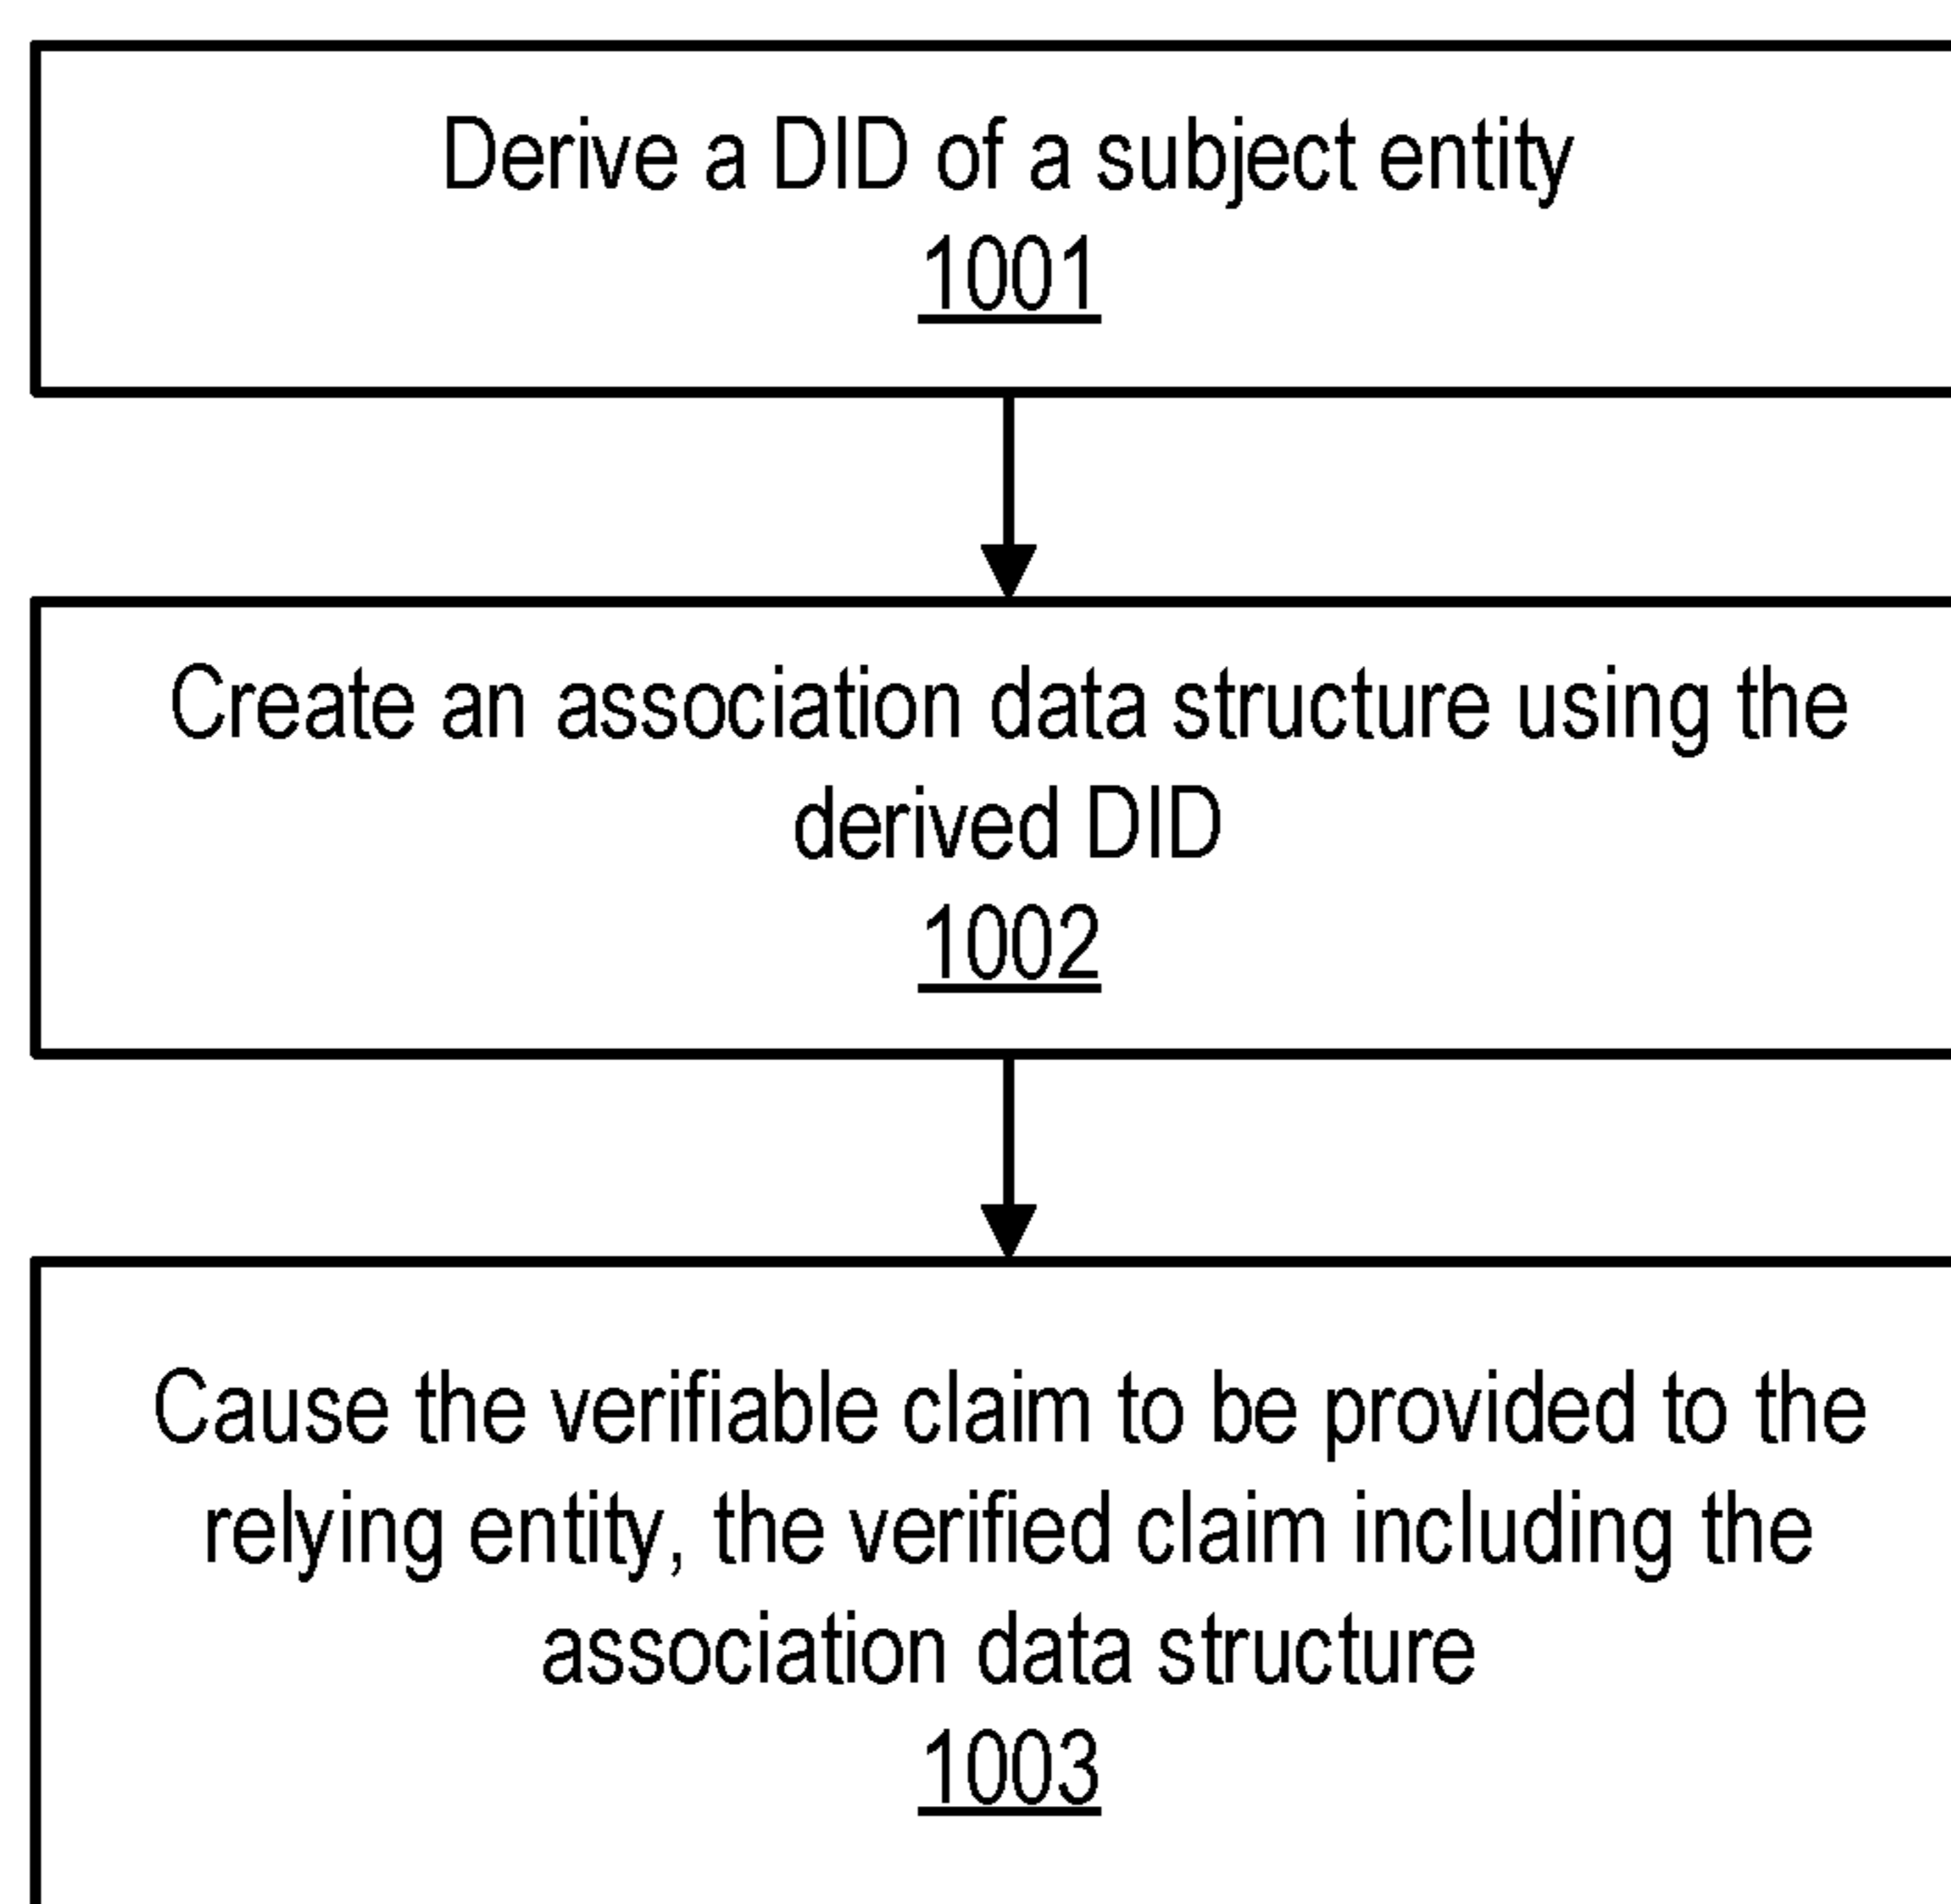 Derive a DID of a subject entity
1001
Create an association data structure using the
derived DID
1002
Cause the verifiable claim to be provided to the
relying entity, the verified claim including the
association data structure
1003